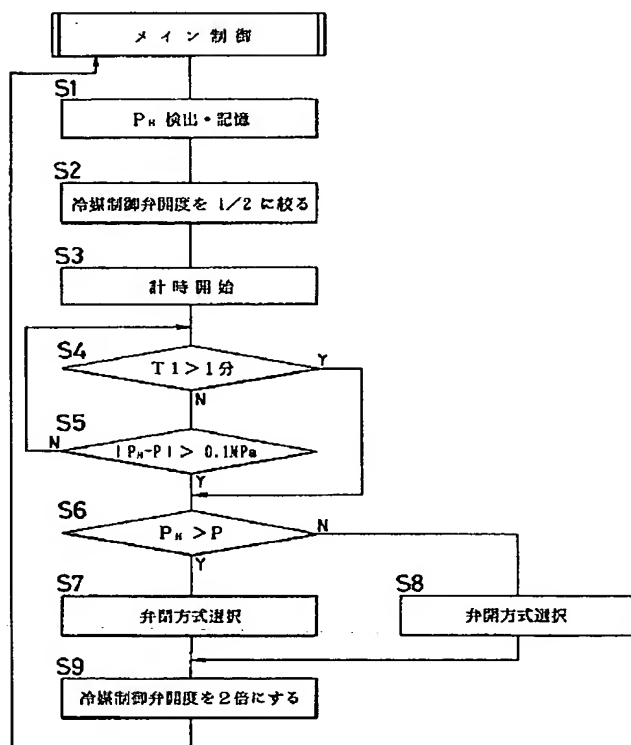 メイン制御
S1
P_H 検出・記憶
S2
冷媒制御弁開度を 1/2 に絞る
S3
計時開始
S4
T1>1分
Y
N
S5
N
|P_H-P|> 0.1MPa
Y
S6
P_H >P
N
Y
S7
弁閉方式選択
S8
弁開方式選択
S9
冷媒制御弁開度を2倍にする